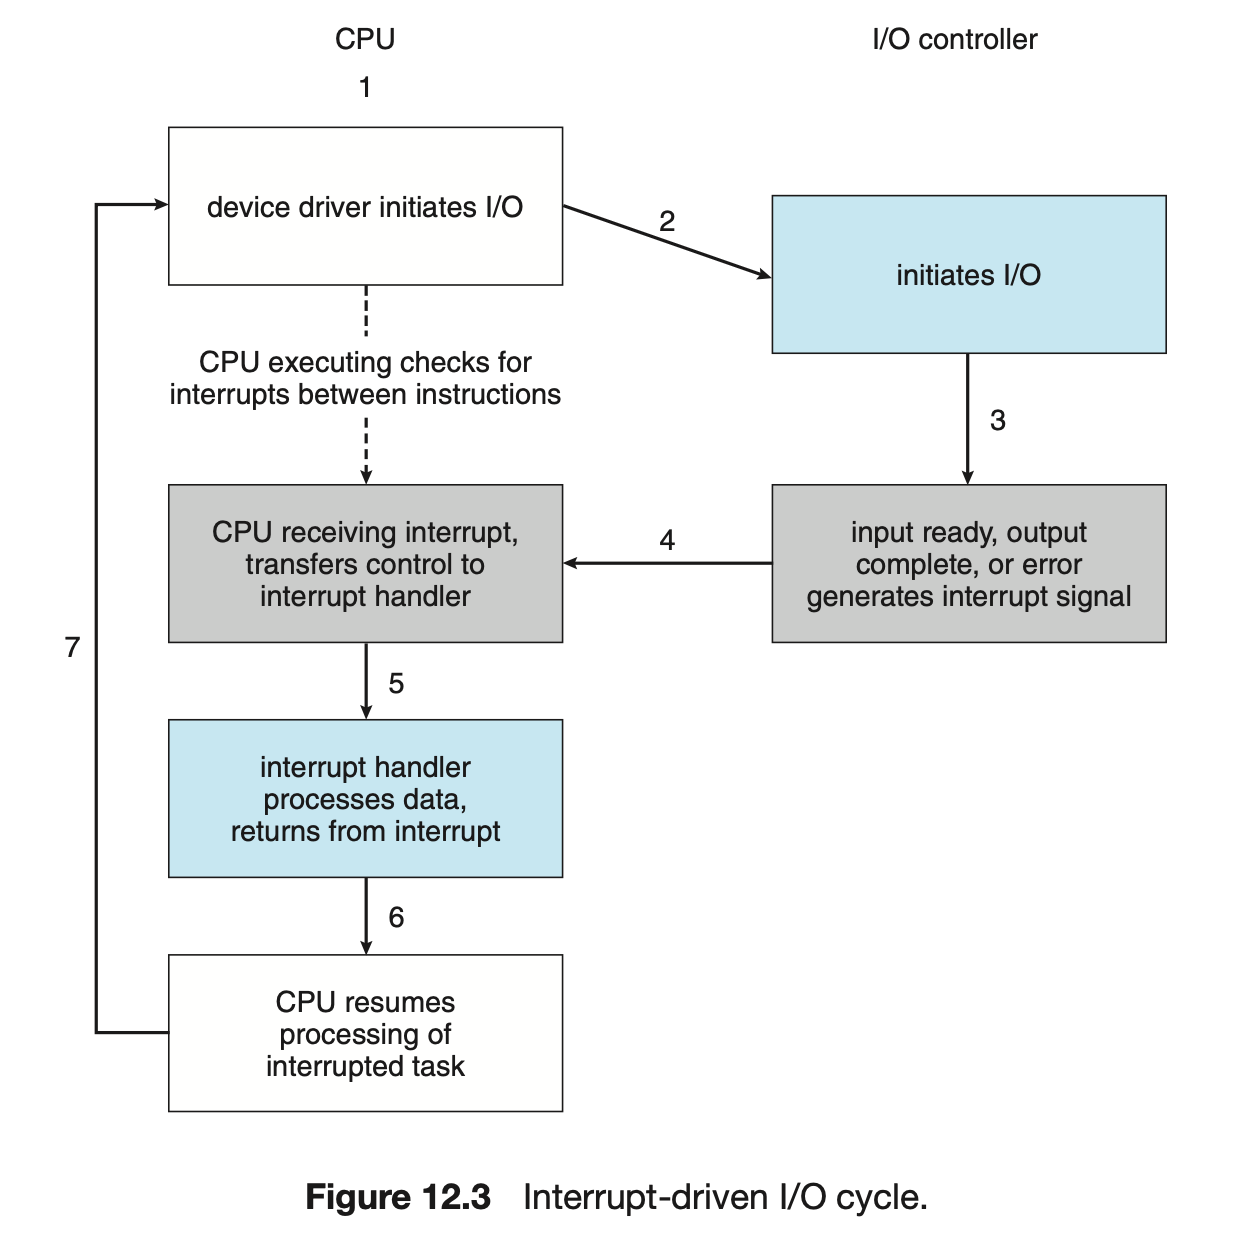 CPU
I/O controller
1
device driver initiates I/O
2
initiates I/O
CPU executing checks for
interrupts between instructions
3
CPU receiving interrupt,
transfers control to
interrupt handler
4
input ready, output
complete, or error
generates interrupt signal
7
5
interrupt handler
processes data,
returns from interrupt
6
CPU resumes
processing of
interrupted task
Figure 12.3 Interrupt-driven I/O cycle.